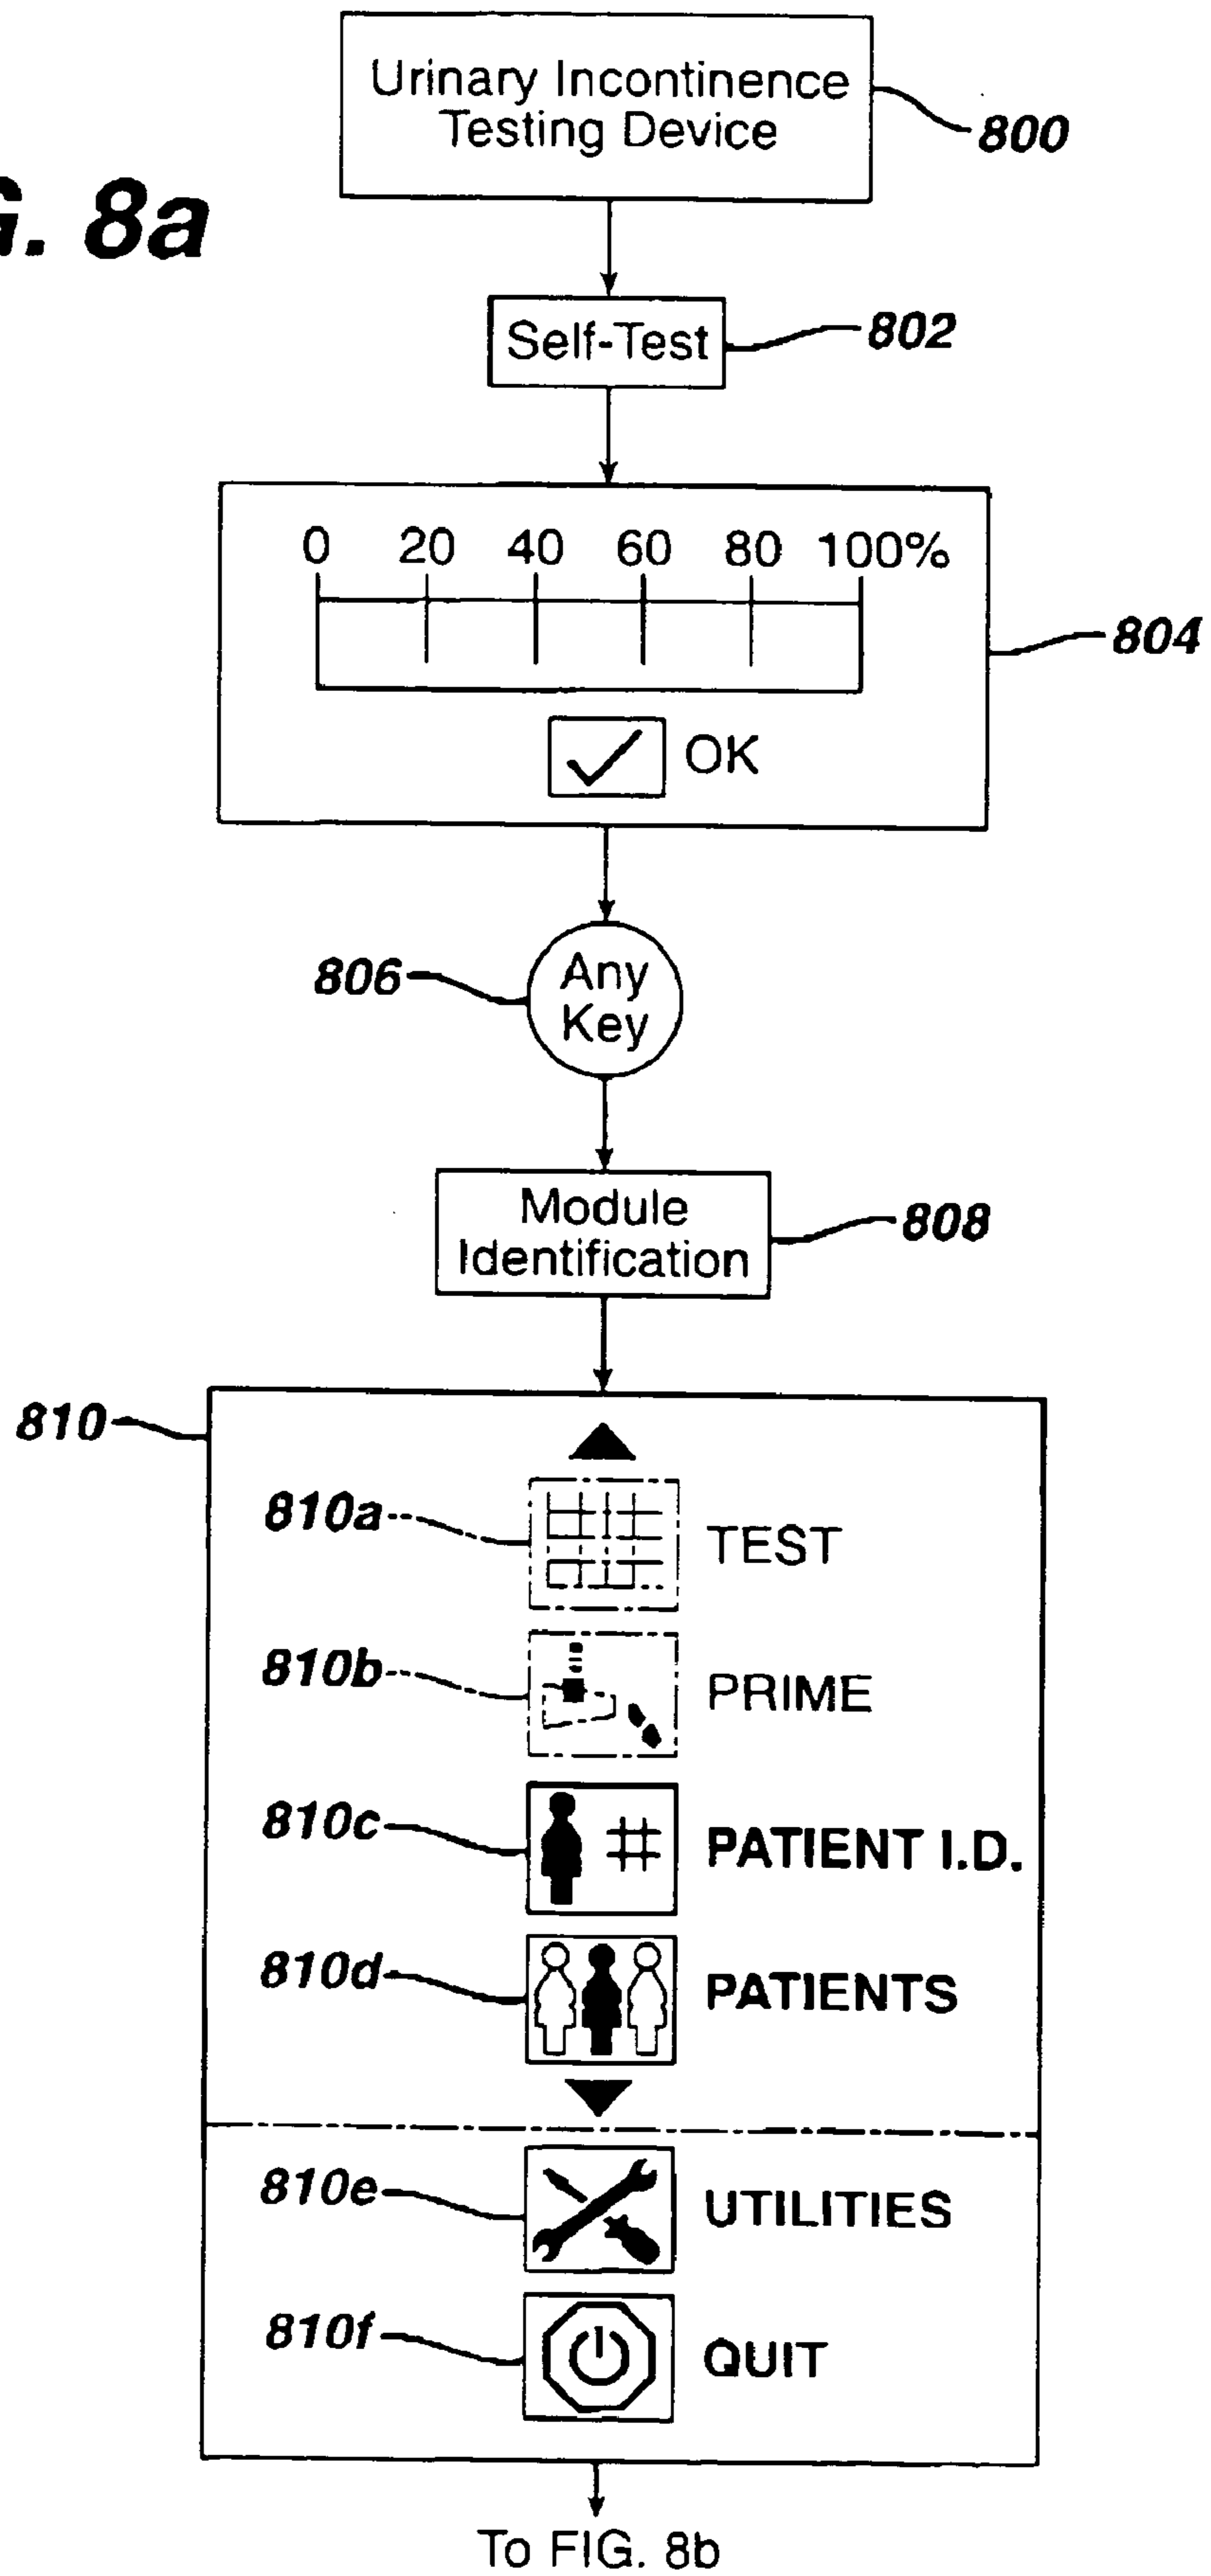 G. 8a
Urinary Incontinence
Testing Device
800
Self-Test
802
0 20 40 60 80 100%
804
OK
806
Any
Key
Module
Identification
808
810
810a
TEST
810b
PRIME
810c
#
PATIENT I.D.
810d
PATIENTS
810e
UTILITIES
810f
QUIT
To FIG. 8b